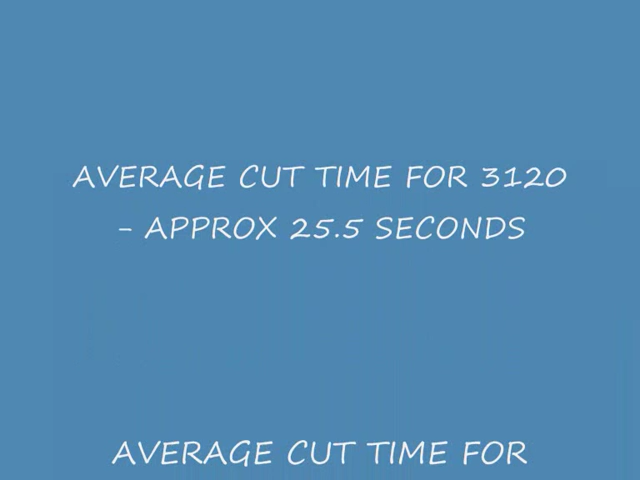 AVERAGE CUT TIME FOR 3120
- APPROX 25.5 SECONDS
AVERAGE CUT TIME FOR